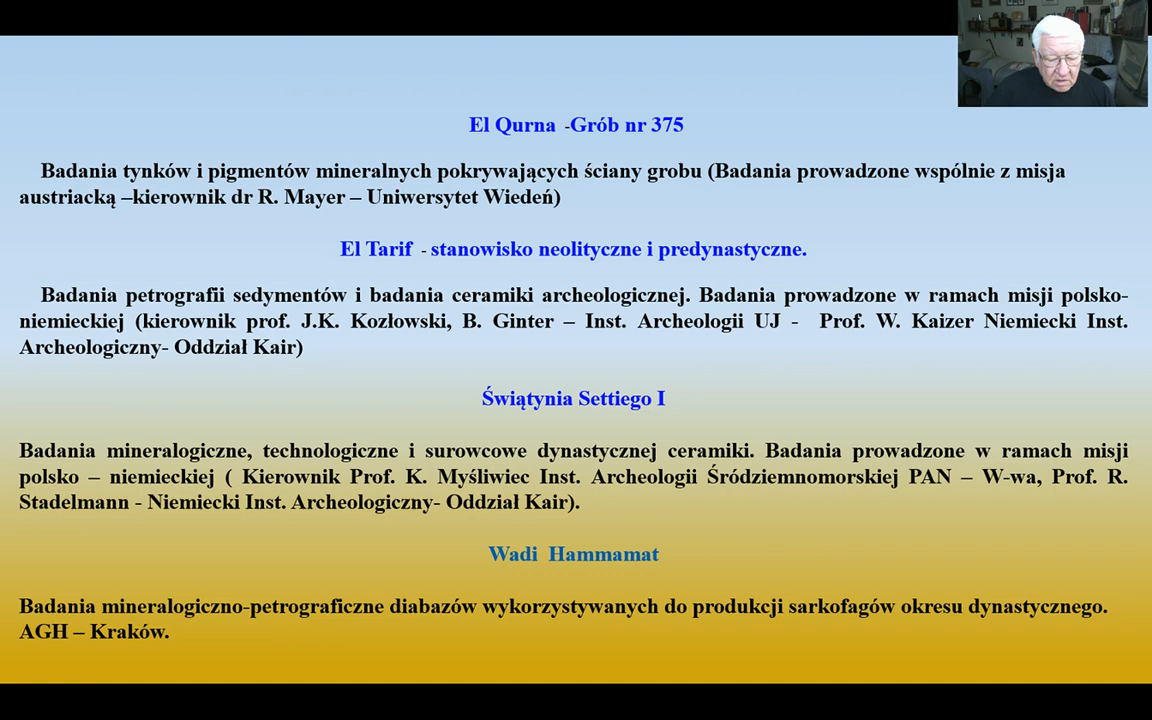 El Qurna -Grób nr 375
Badania tynków i pigmentów mineralnych pokrywających ściany grobu (Badania prowadzone wspólnie z misja
austriacką –kierownik dr R. Mayer – Uniwersytet Wiedeń)
El Tarif - stanowisko neolityczne i predynastyczne.
Badania petrografii sedymentów i badania ceramiki archeologicznej. Badania prowadzone w ramach misji polsko-
niemieckiej (kierownik prof. J.K. Kozłowski, B. Ginter – Inst. Archeologii UJ - Prof. W. Kaizer Niemiecki Inst.
Archeologiczny- Oddział Kair)
Świątynia Settiego I
Badania mineralogiczne, technologiczne i surowcowe dynastycznej ceramiki. Badania prowadzone w ramach misji
polsko – niemieckiej ( Kierownik Prof. K. Myśliwiec Inst. Archeologii Śródziemnomorskiej PAN – W-wa, Prof. R.
Stadelmann - Niemiecki Inst. Archeologiczny- Oddział Kair).
Wadi Hammamat
Badania mineralogiczno-petrograficzne diabazów wykorzystywanych do produkcji sarkofagów okresu dynastycznego.
AGH – Kraków.